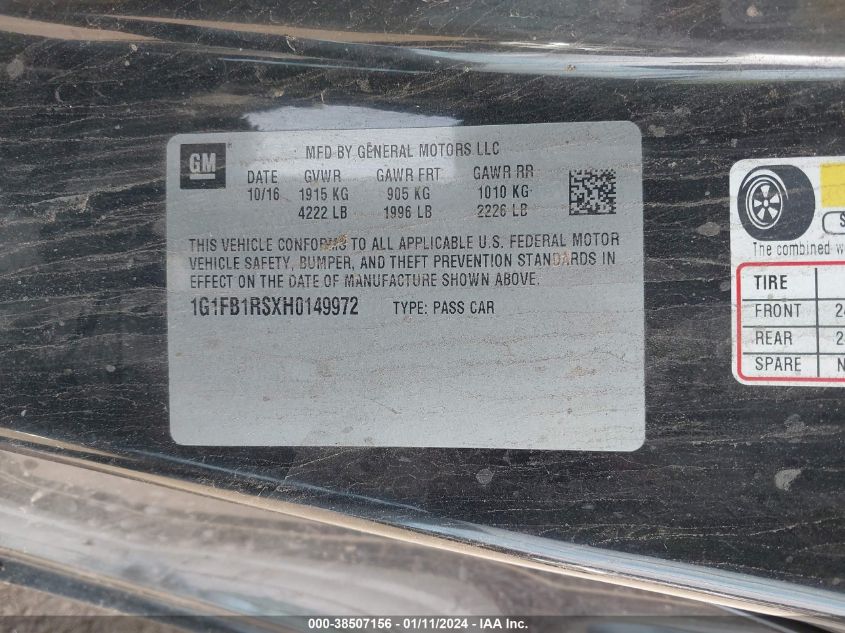 GM
MFD BY GENERAL MOTORS LLC
DATE GVWR GAWR FRT GAWR RR
10/16 1915 KG 905 KG 1010 KG
4222 LB 1996 LB 2226 LB
THIS VEHICLE CONFORMS TO ALL APPLICABLE U.S. FEDERAL MOTOR
VEHICLE SAFETY, BUMPER, AND THEFT PREVENTION STANDARDS IN
EFFECT ON THE DATE OF MANUFACTURE SHOWN ABOVE.
1G1FB1RSXH0149972 TYPE: PASS CAR
S
The combined w
TIRE
FRONT 24
REAR 2
SPARE N
000-38507156 - 01/11/2024 - IAA Inc.